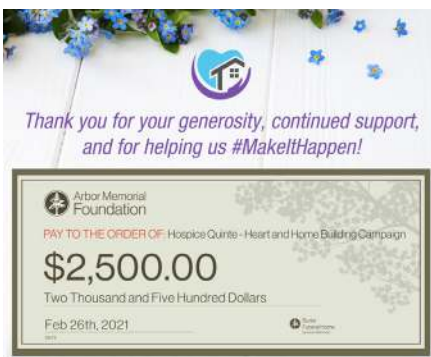 Thank you for your generosity, continued support,
and for helping us #MakeItHappen!
Arbor Memorial
Foundation
PAY TO THE ORDER OF: Hospice Quinte - Heart and Home Building Campaign
$2,500.00
Two Thousand and Five Hundred Dollars
Feb 26th, 2021
Funeral Home